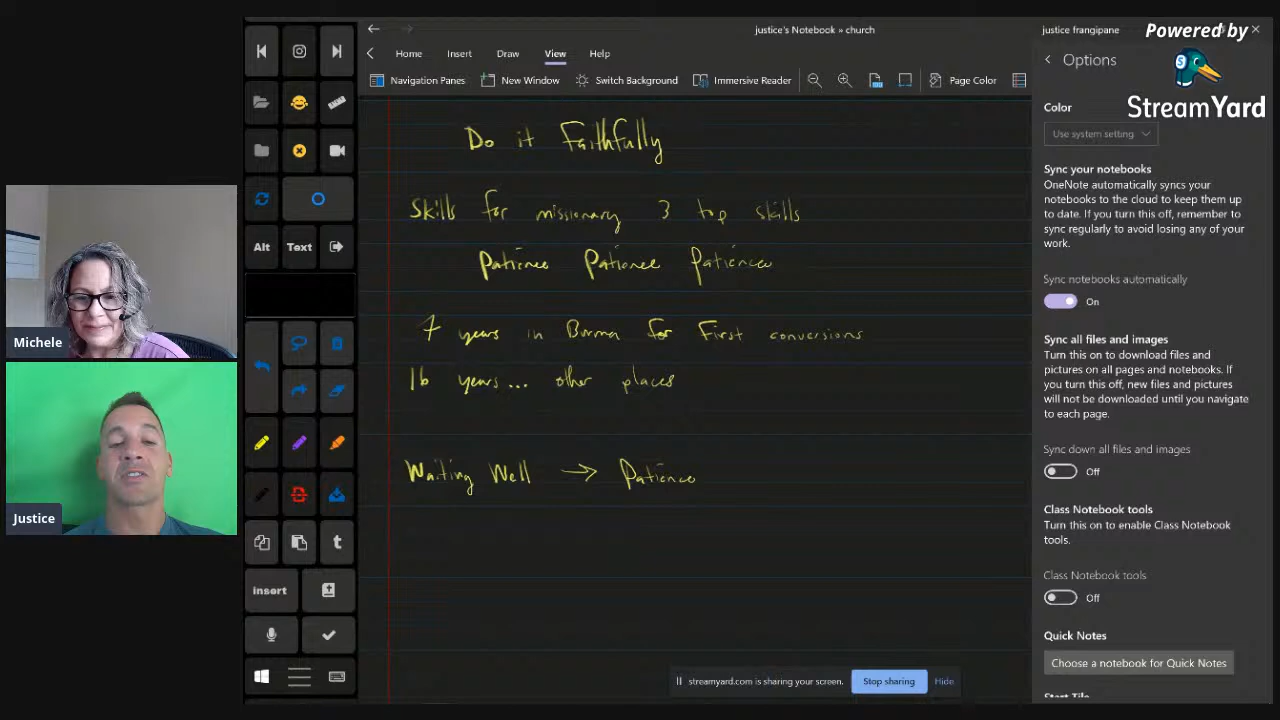 justice's Notebook » church
justice frangipane
Powered by
StreamYard
Home Insert Draw View Help
Navigation Panes New Window Switch Background Immersive Reader Page Color
Options
Color
Use system setting
Sync your notebooks
OneNote automatically syncs your
notebooks to the cloud to keep them up
to date. If you turn this off, remember to
sync regularly to avoid losing any of your
work.
Sync notebooks automatically
On
Sync all files and images
Turn this on to download files and
pictures on all pages and notebooks. If
you turn this off, new files and pictures
will not be downloaded until you navigate
to each page.
Sync down all files and images
Off
Class Notebook tools
Turn this on to enable Class Notebook
tools.
Class Notebook tools
Off
Quick Notes
Choose a notebook for Quick Notes
Start Tile
Do it Faithfully
Skills for missionary 3 top skills
Patience Patience Patience
7 years in Burma for First conversions
16 years... other places
Waiting Well → Patience
Alt Text
t
insert
Michele
Justice
streamyard.com is sharing your screen. Stop sharing Hide